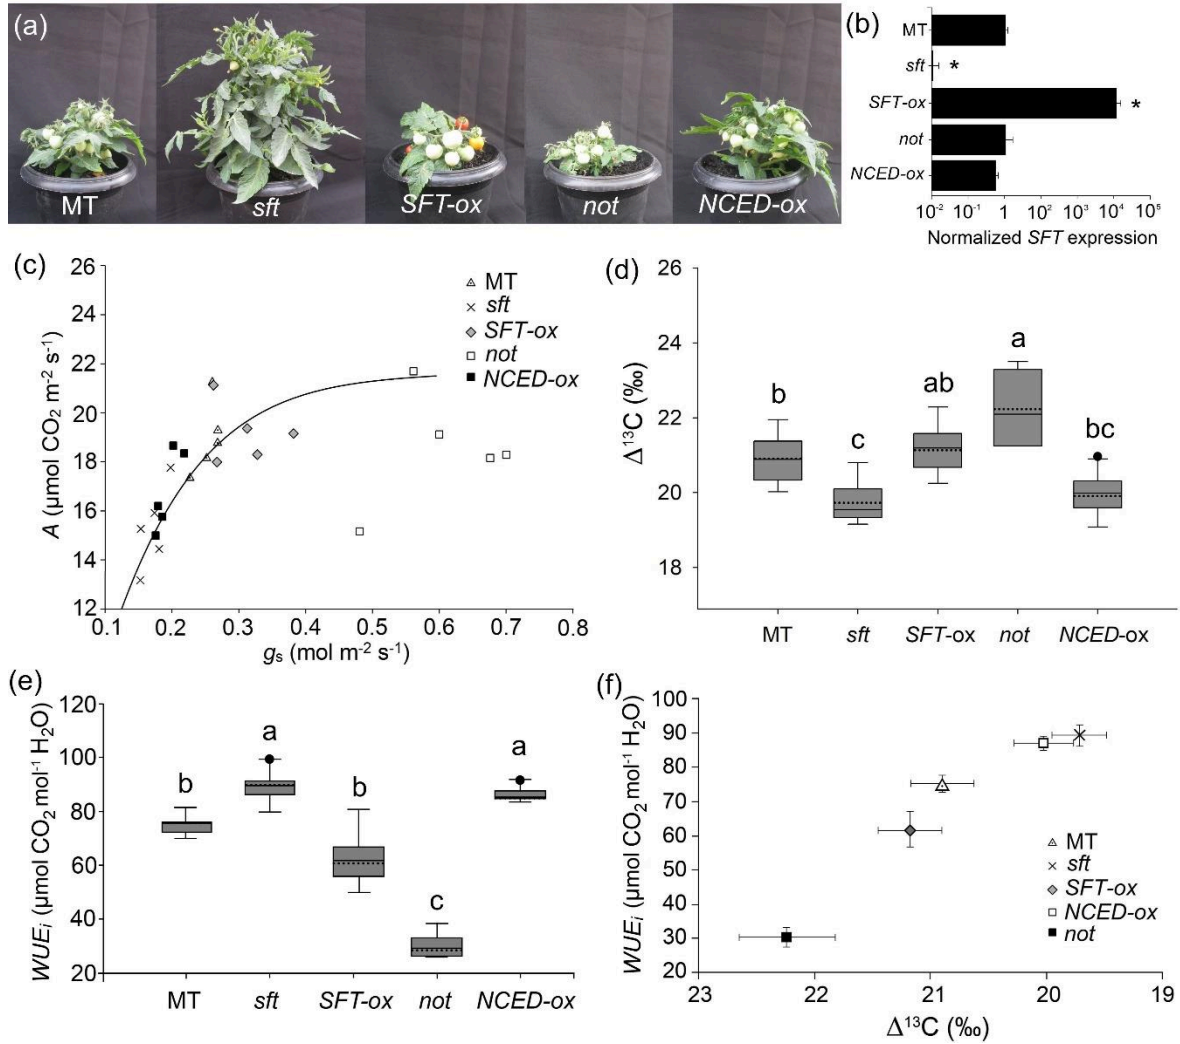 (a)
MT
sft
SFT-ox
not
NCED-ox
(b)
MT
sft
*
SFT-ox
*
not
NCED-ox
10⁻² 10⁻¹ 1 10² 10³ 10⁴ 10⁵
Normalized SFT expression
(c)
26
24
22
20
18
16
14
12
A (µmol CO₂ m⁻² s⁻¹)
MT
sft
SFT-ox
not
NCED-ox
0.1 0.2 0.3 0.4 0.5 0.6 0.7 0.8
gₛ (mol m⁻² s⁻¹)
(d)
26
24
22
20
18
Δ¹³C (‰)
b
c
ab
a
bc
MT sft SFT-ox not NCED-ox
(e)
120
100
80
60
40
20
WUEᵢ (µmol CO₂ mol⁻¹ H₂O)
b
a
b
c
a
MT sft SFT-ox not NCED-ox
(f)
100
90
80
70
60
50
40
30
20
WUEᵢ (µmol CO₂ mol⁻¹ H₂O)
MT
sft
SFT-ox
NCED-ox
not
23 22 21 20 19
Δ¹³C (‰)